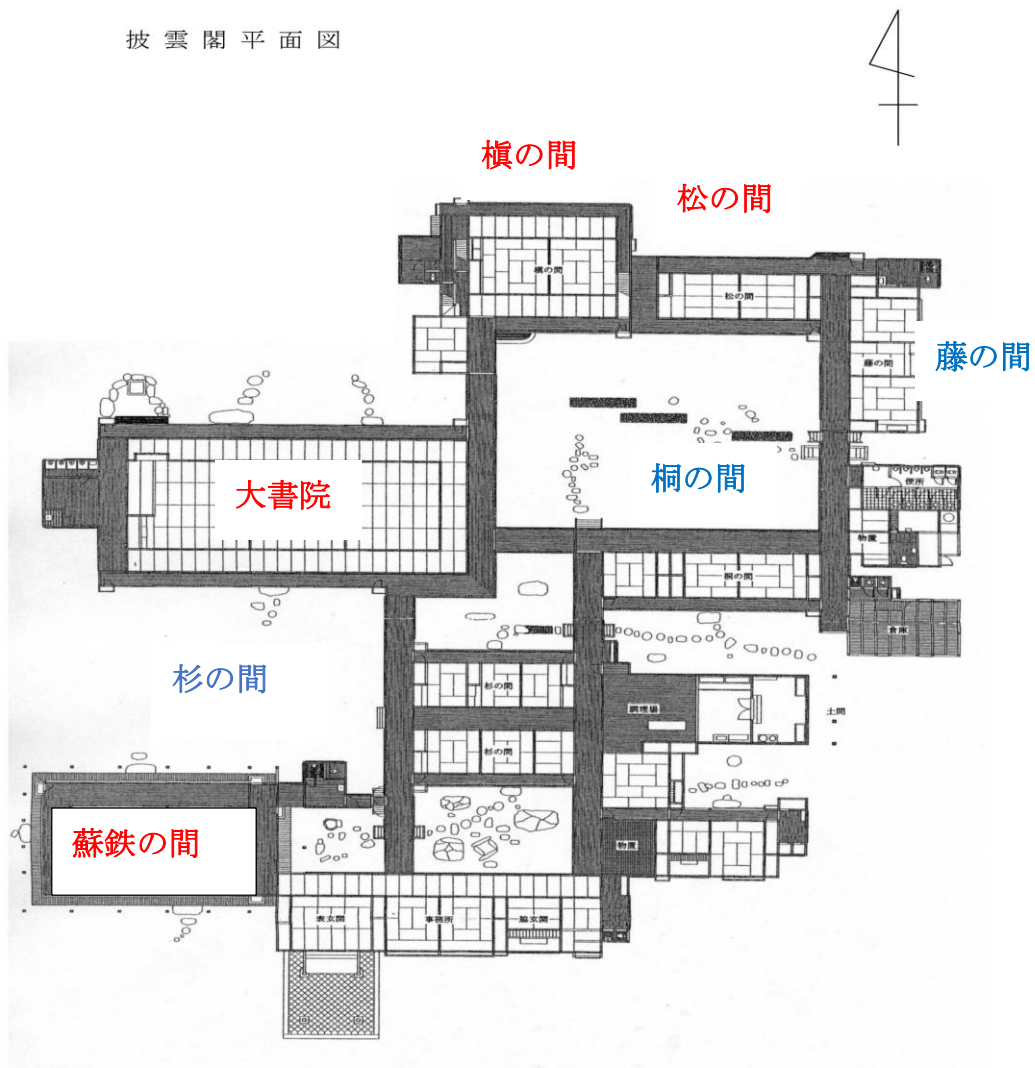 披雲閣平面図
槇の間
松の間
槇の間
松の間
藤の間
藤の間
大書院
桐の間
便所
物置
桐の間
倉庫
杉の間
杉の間
調理場
土間
杉の間
蘇鉄の間
物置
表玄関
事務所
脇玄関